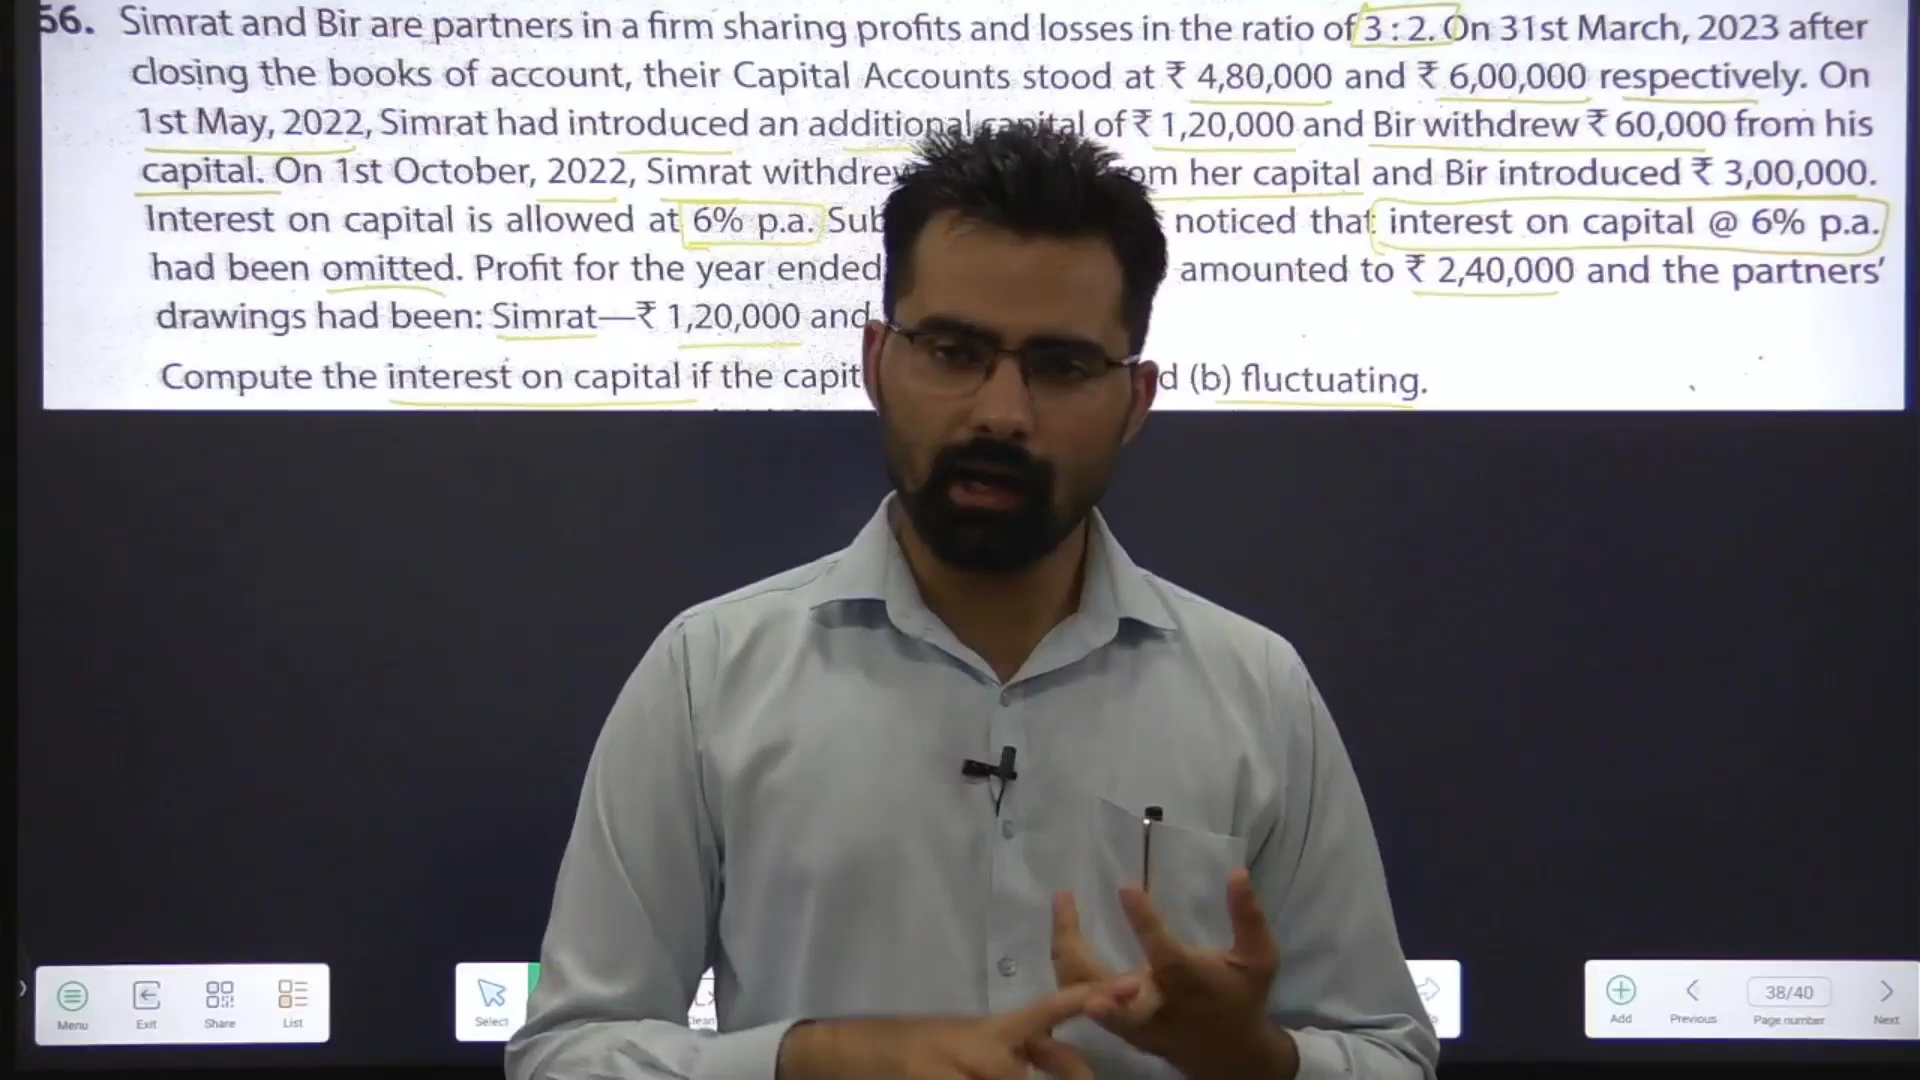 56. Simrat and Bir are partners in a firm sharing profits and losses in the ratio of 3 : 2. On 31st March, 2023 after
closing the books of account, their Capital Accounts stood at ₹ 4,80,000 and ₹ 6,00,000 respectively. On
1st May, 2022, Simrat had introduced an additional capital of ₹ 1,20,000 and Bir withdrew ₹ 60,000 from his
capital. On 1st October, 2022, Simrat withdrew from her capital and Bir introduced ₹ 3,00,000.
Interest on capital is allowed at 6% p.a. noticed that interest on capital @ 6% p.a.
had been omitted. Profit for the year ended amounted to ₹ 2,40,000 and the partners'
drawings had been: Simrat—₹ 1,20,000 and
Compute the interest on capital if the (b) fluctuating.
Menu Exit Share List Select Add Previous 38/40 Page number Next